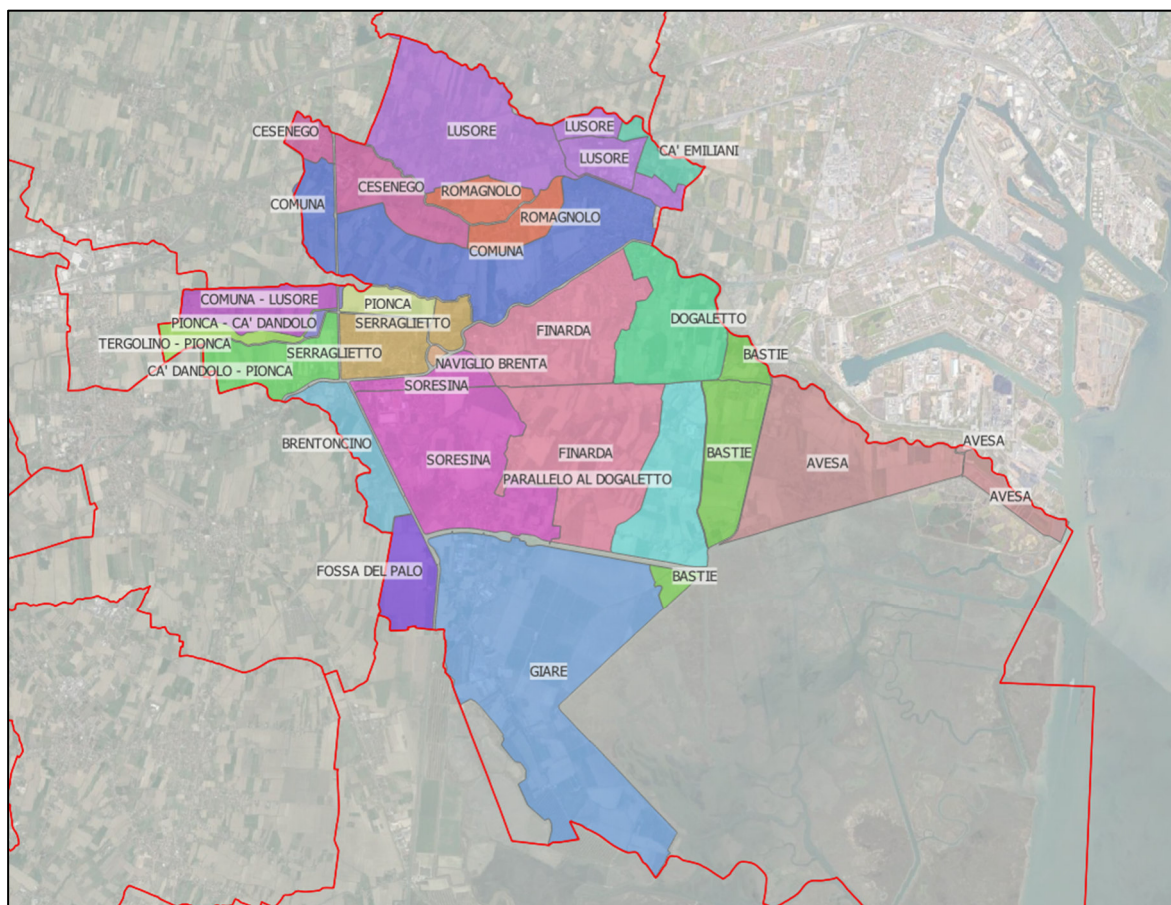 LUSORE
LUSORE
CESENEGO
CA' EMILIANI
LUSORE
CESENEGO
ROMAGNOLO
COMUNA
ROMAGNOLO
COMUNA
COMUNA - LUSORE
PIONCA
DOGALETTO
PIONCA - CA' DANDOLO
SERRAGLIETTO
FINARDA
TERGOLINO - PIONCA
SERRAGLIETTO
BASTIE
NAVIGLIO BRENTA
CA' DANDOLO - PIONCA
SORESINA
BRENTONCINO
AVESA
FINARDA
BASTIE
SORESINA
AVESA
PARALLELO AL DOGALETTO
AVESA
FOSSA DEL PALO
BASTIE
GIARE